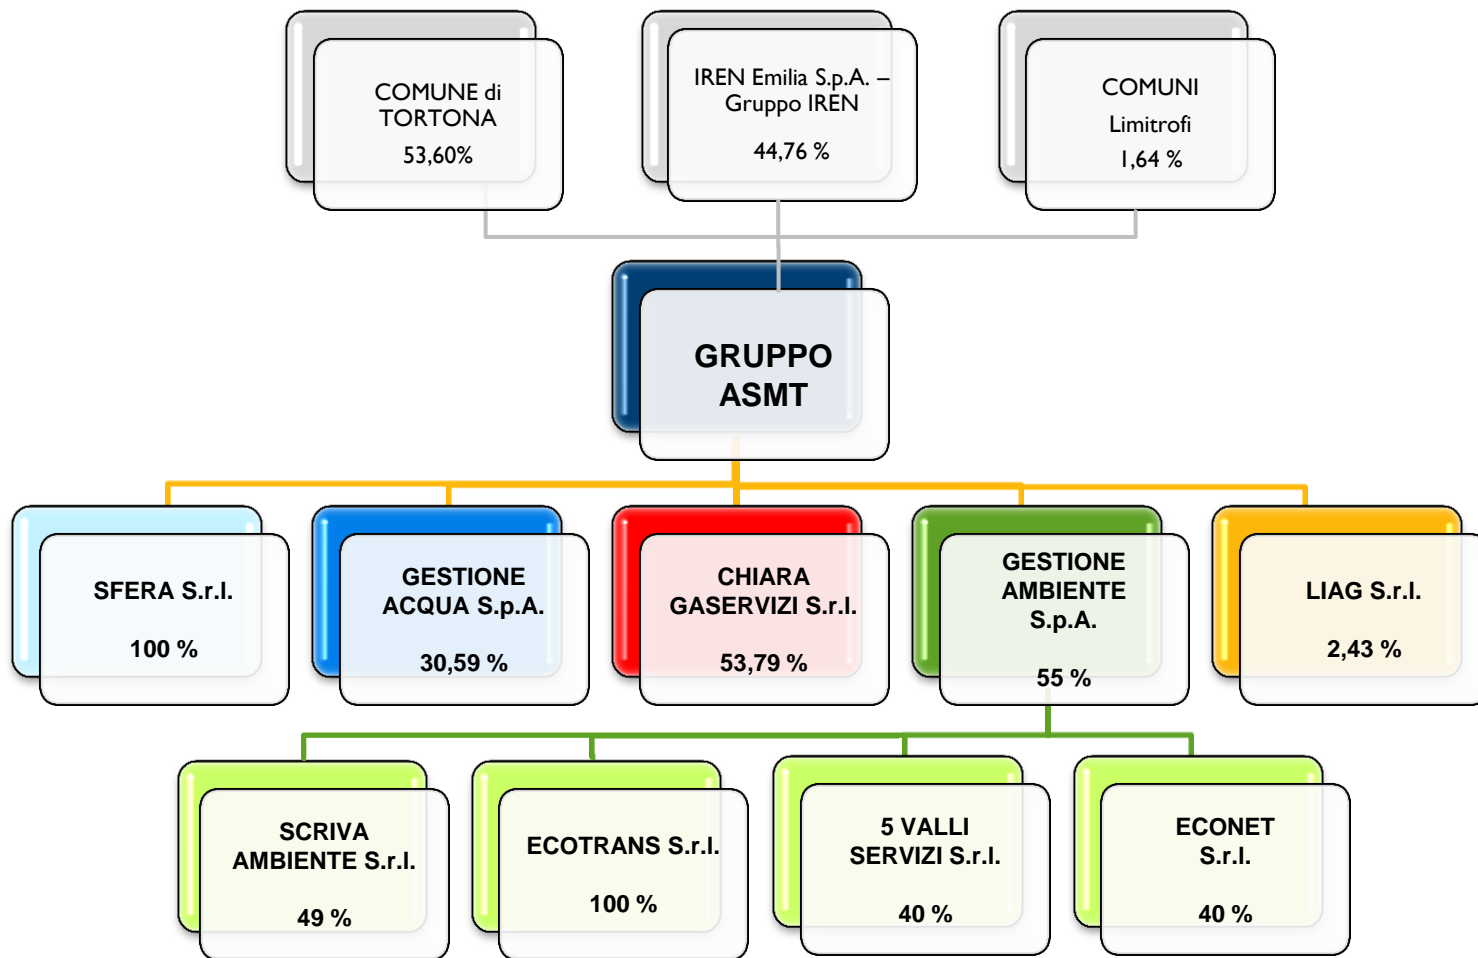 COMUNE di
TORTONA
53,60%
IREN Emilia S.p.A. –
Gruppo IREN
44,76 %
COMUNI
Limitrofi
1,64 %
GRUPPO
ASMT
SFERA S.r.l.
100 %
GESTIONE
ACQUA S.p.A.
30,59 %
CHIARA
GASERVIZI S.r.l.
53,79 %
GESTIONE
AMBIENTE
S.p.A.
55 %
LIAG S.r.l.
2,43 %
SCRIVA
AMBIENTE S.r.l.
49 %
ECOTRANS S.r.l.
100 %
5 VALLI
SERVIZI S.r.l.
40 %
ECONET
S.r.l.
40 %